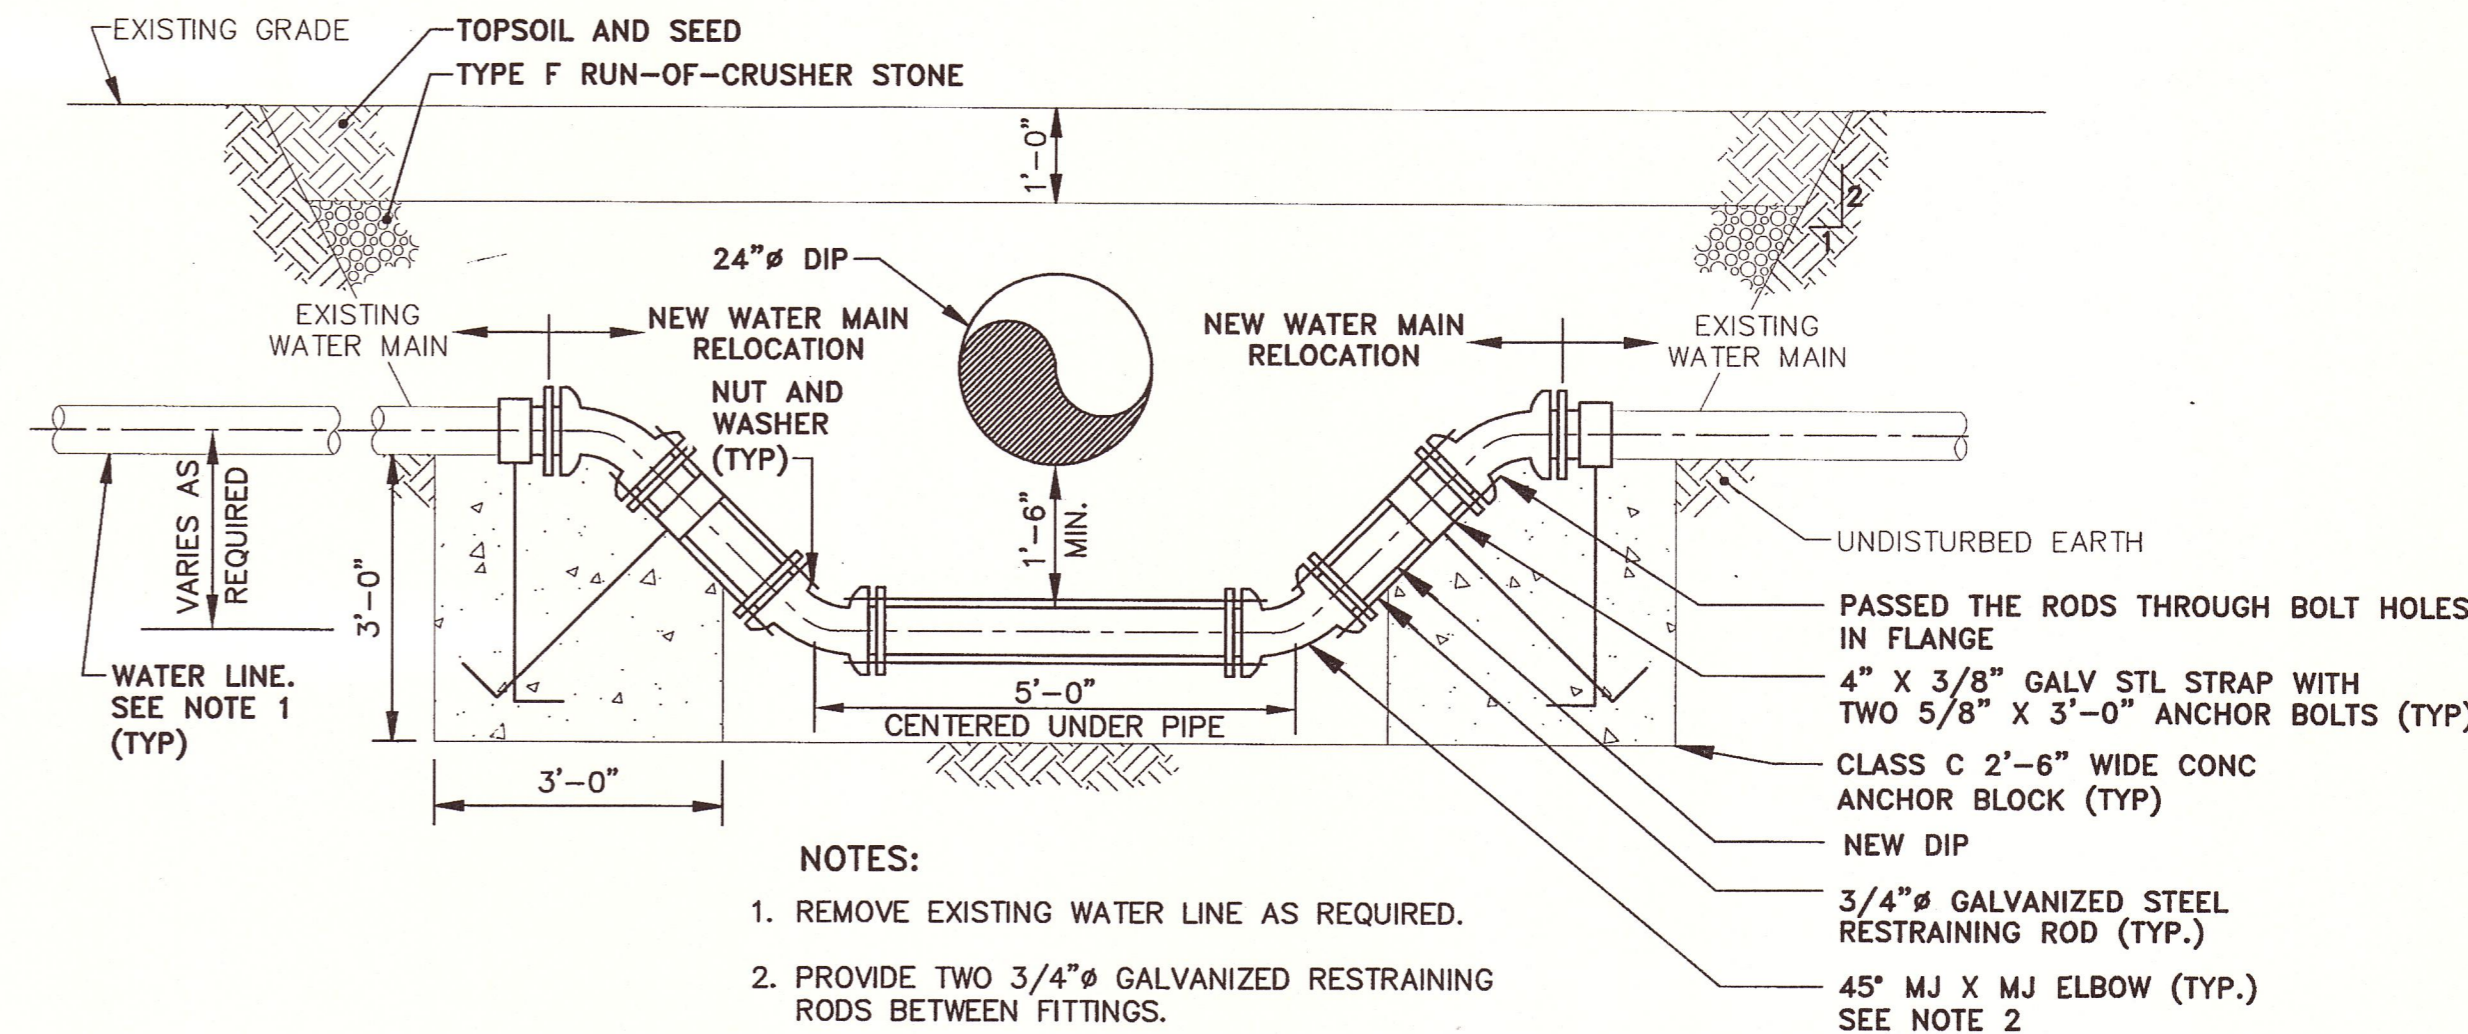 EXISTING GRADE
TOPSOIL AND SEED
TYPE F RUN-OF-CRUSHER STONE
1'-0"
2
1
24"ø DIP
EXISTING
WATER MAIN
NEW WATER MAIN
RELOCATION
NEW WATER MAIN
RELOCATION
EXISTING
WATER MAIN
NUT AND
WASHER
(TYP)
VARIES AS
REQUIRED
3'-0"
1'-6"
MIN.
UNDISTURBED EARTH
PASSED THE RODS THROUGH BOLT HOLES
IN FLANGE
WATER LINE.
SEE NOTE 1
(TYP)
5'-0"
CENTERED UNDER PIPE
4" X 3/8" GALV STL STRAP WITH
TWO 5/8" X 3'-0" ANCHOR BOLTS (TYP)
3'-0"
CLASS C 2'-6" WIDE CONC
ANCHOR BLOCK (TYP)
NEW DIP
3/4"ø GALVANIZED STEEL
RESTRAINING ROD (TYP.)
45° MJ X MJ ELBOW (TYP.)
SEE NOTE 2
NOTES:
1. REMOVE EXISTING WATER LINE AS REQUIRED.
2. PROVIDE TWO 3/4"ø GALVANIZED RESTRAINING
RODS BETWEEN FITTINGS.